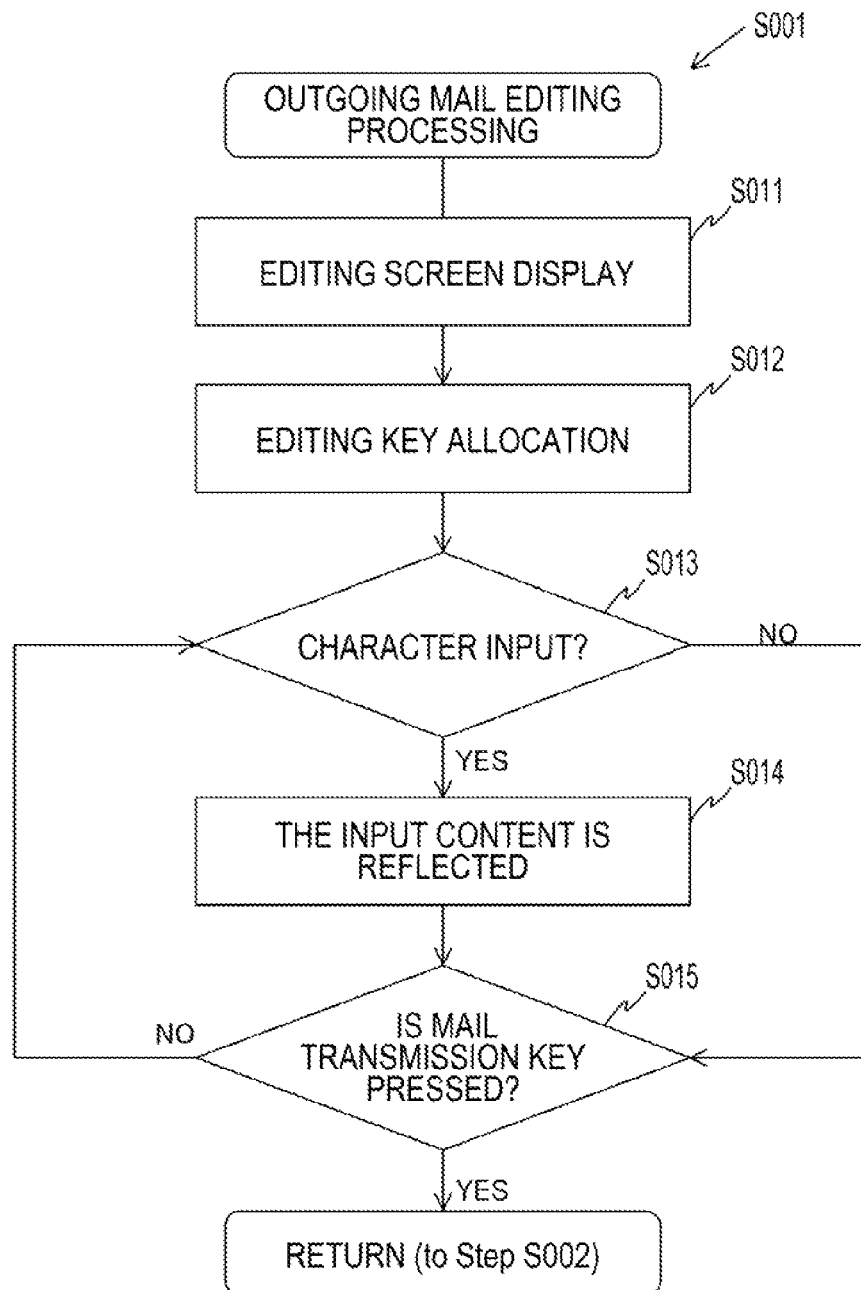 S001
OUTGOING MAIL EDITING
PROCESSING
S011
EDITING SCREEN DISPLAY
S012
EDITING KEY ALLOCATION
S013
CHARACTER INPUT?
NO
YES
S014
THE INPUT CONTENT IS
REFLECTED
S015
NO
IS MAIL
TRANSMISSION KEY
PRESSED?
YES
RETURN (to Step S002)